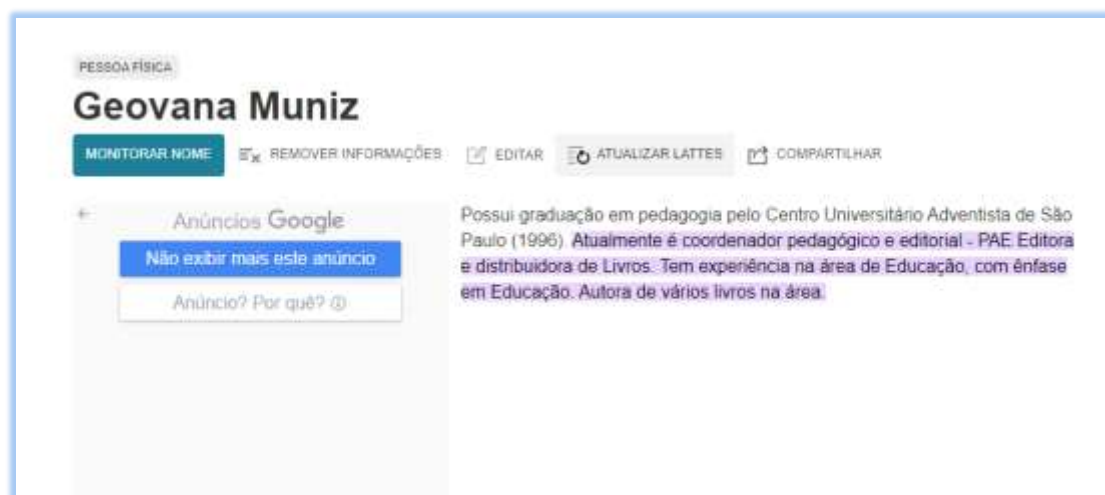 PESSOA FÍSICA
Geovana Muniz
MONITORAR NOME REMOVER INFORMAÇÕES EDITAR ATUALIZAR LATTES COMPARTILHAR
Anúncios Google
Não exibir mais este anúncio
Anúncio? Por quê?
Possui graduação em pedagogia pelo Centro Universitário Adventista de São
Paulo (1996). Atualmente é coordenador pedagógico e editorial - PAE Editora
e distribuidora de Livros. Tem experiência na área de Educação, com ênfase
em Educação. Autora de vários livros na área.